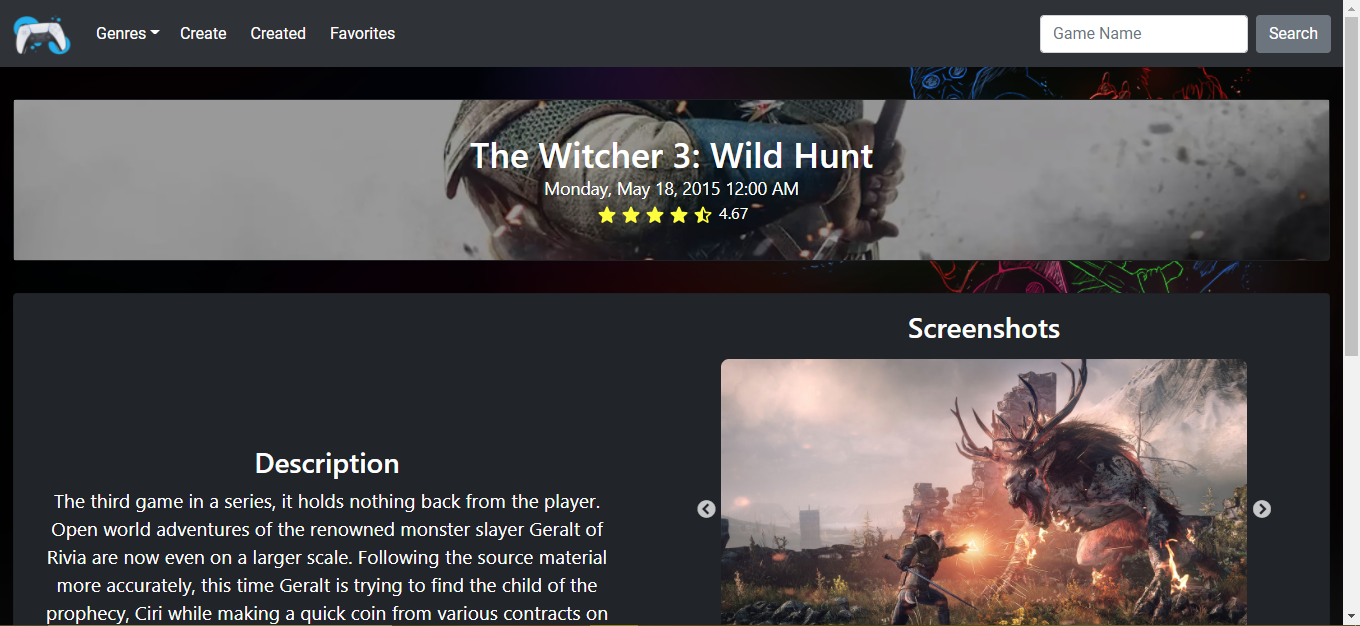 Genres Create Created Favorites Game Name Search
The Witcher 3: Wild Hunt
Monday, May 18, 2015 12:00 AM
4.67
Screenshots
Description
The third game in a series, it holds nothing back from the player.
Open world adventures of the renowned monster slayer Geralt of
Rivia are now even on a larger scale. Following the source material
more accurately, this time Geralt is trying to find the child of the
prophecy, Ciri while making a quick coin from various contracts on